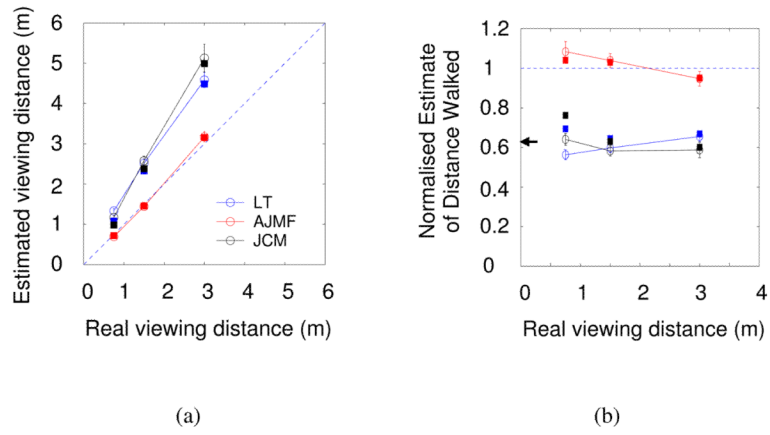 6
5
4
3
2
1
0
Estimated viewing distance (m)
LT
AJMF
JCM
0 1 2 3 4 5 6
Real viewing distance (m)
(a)
1.2
1
0.8
0.6
0.4
0.2
0
Normalised Estimate
of Distance Walked
0 1 2 3 4
Real viewing distance (m)
(b)